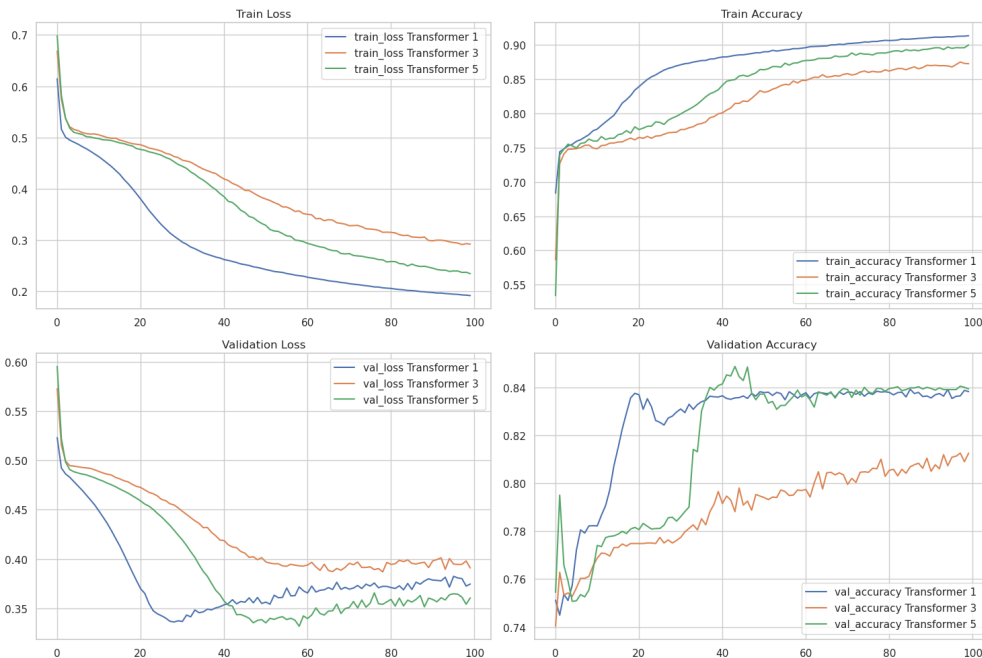 Train Loss
0.7
0.6
0.5
0.4
0.3
0.2
0 20 40 60 80 100
train_loss Transformer 1
train_loss Transformer 3
train_loss Transformer 5
Train Accuracy
0.90
0.85
0.80
0.75
0.70
0.65
0.60
0.55
0 20 40 60 80 100
train_accuracy Transformer 1
train_accuracy Transformer 3
train_accuracy Transformer 5
Validation Loss
0.60
0.55
0.50
0.45
0.40
0.35
0 20 40 60 80 100
val_loss Transformer 1
val_loss Transformer 3
val_loss Transformer 5
Validation Accuracy
0.84
0.82
0.80
0.78
0.76
0.74
0 20 40 60 80 100
val_accuracy Transformer 1
val_accuracy Transformer 3
val_accuracy Transformer 5